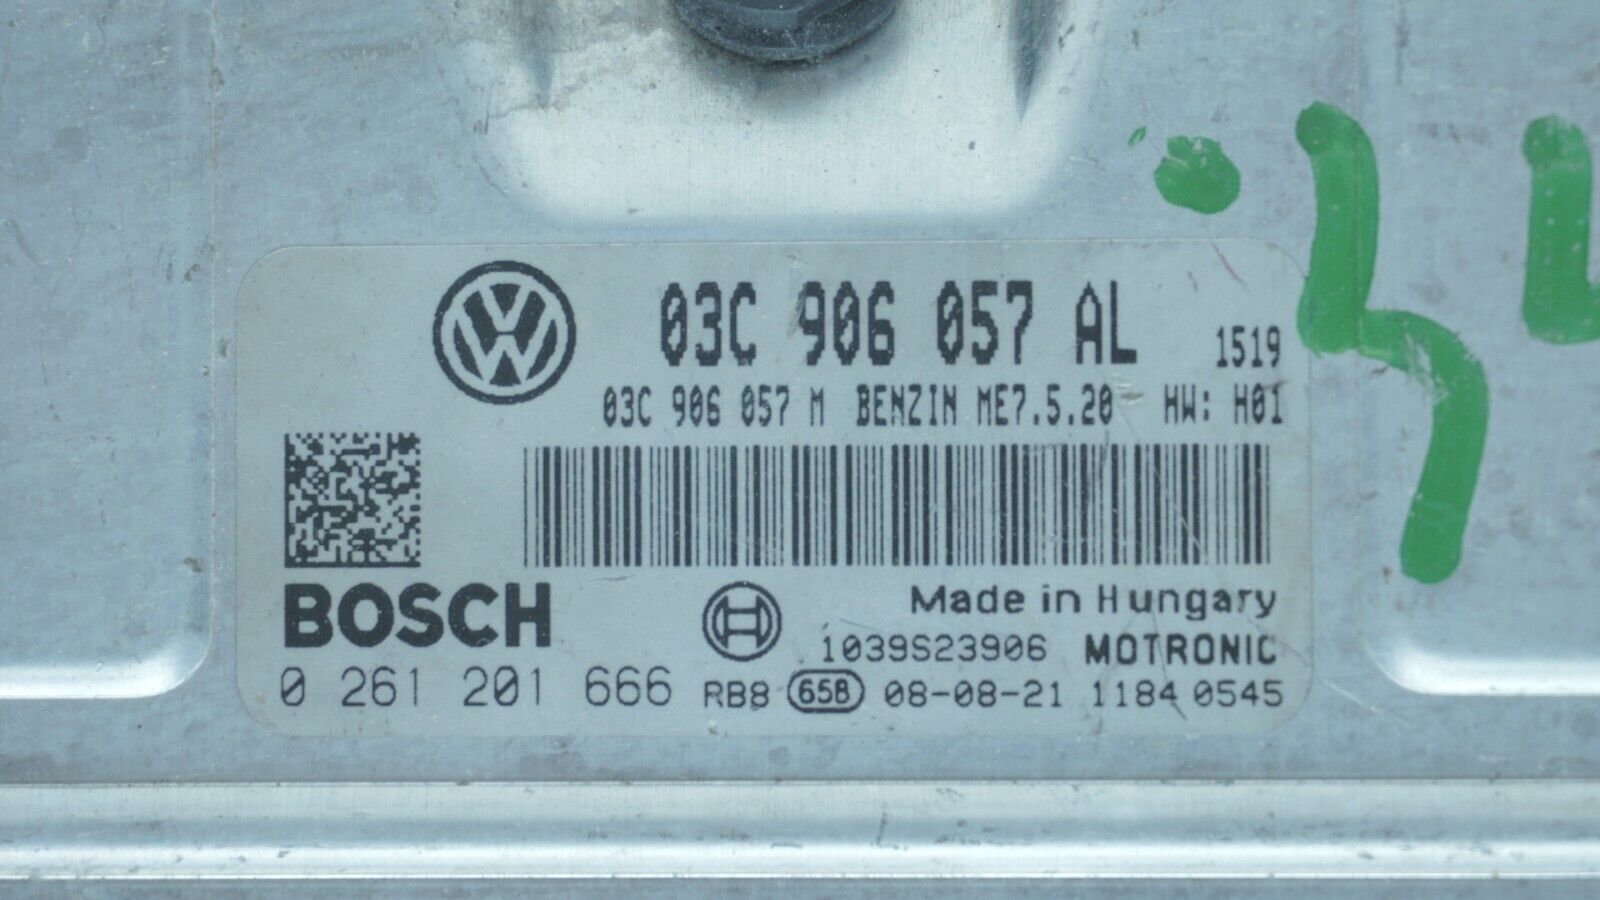 03C 906 057 AL 1519
03C 906 057 M BENZIN ME7.5.20 HW: H01
BOSCH
Made in Hungary
1039S23906 MOTRONIC
0 261 201 666 RB8 65B 08-08-21 1184 0545